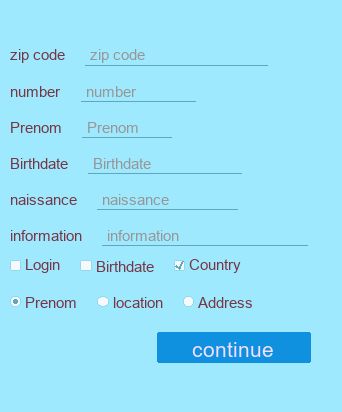 zip code zip code
number number
Prenom Prenom
Birthdate Birthdate
naissance naissance
information information
Login Birthdate Country
Prenom location Address
continue